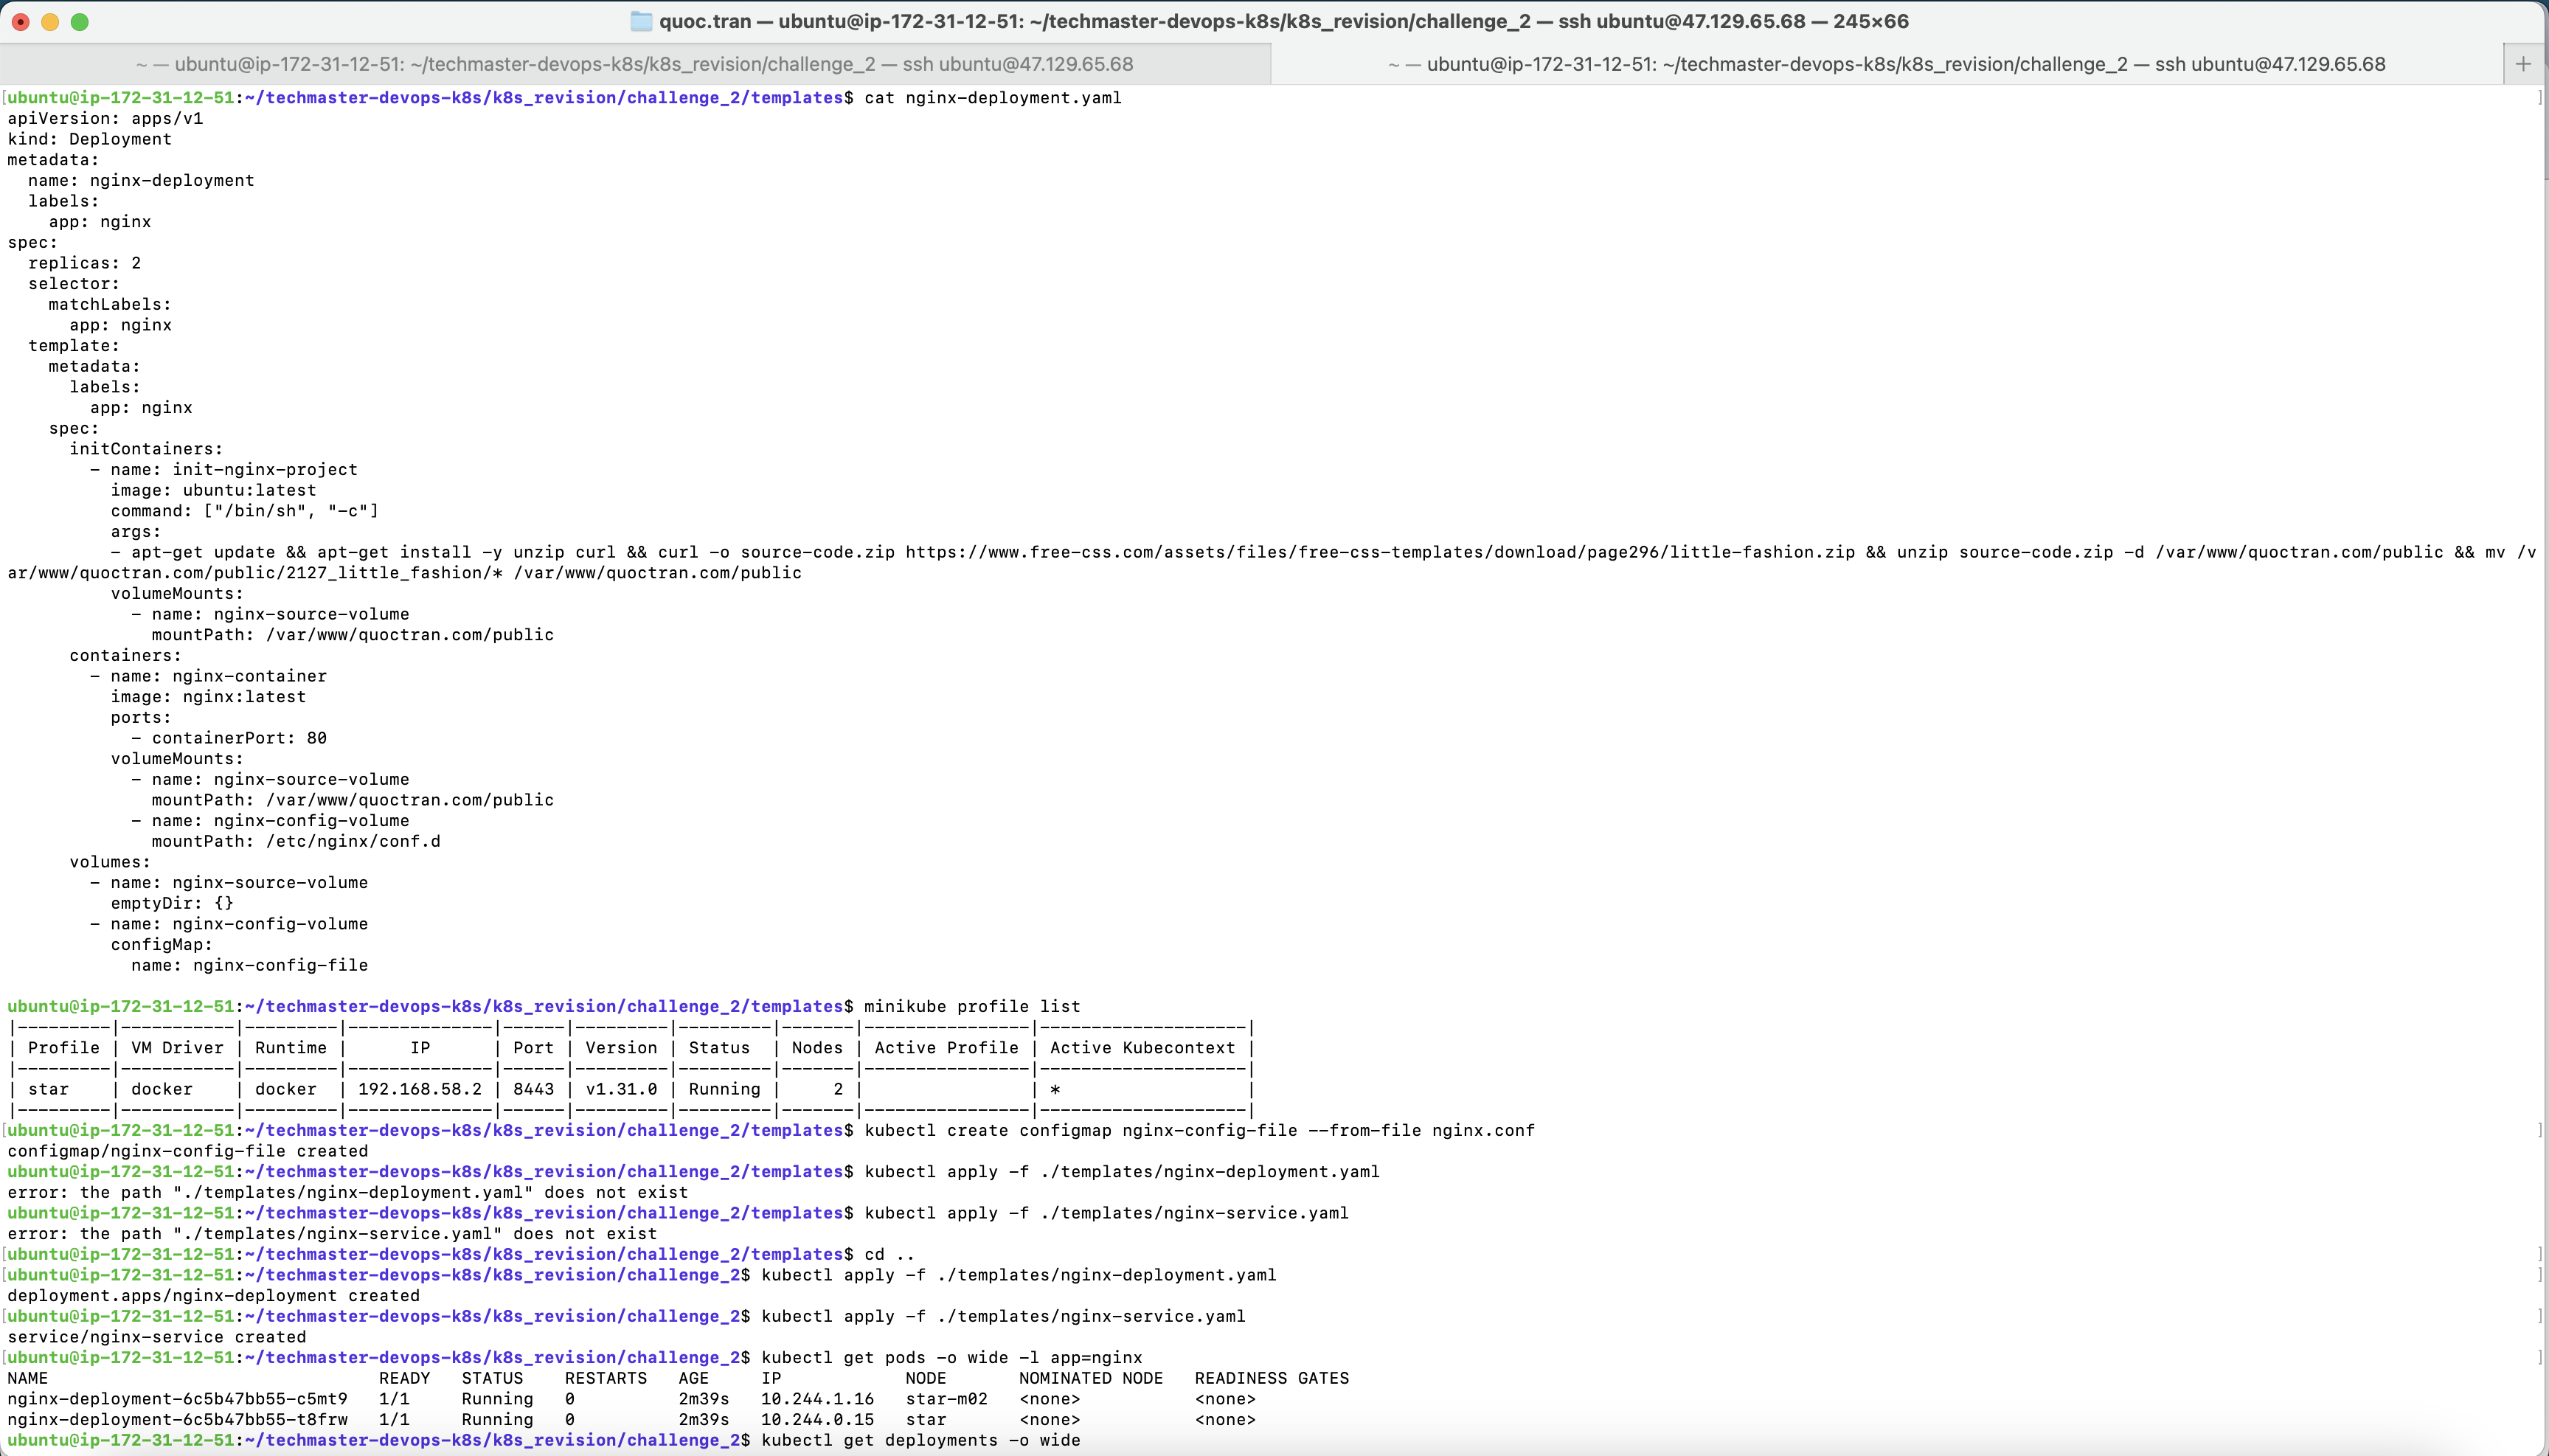 quoc.tran — ubuntu@ip-172-31-12-51: ~/techmaster-devops-k8s/k8s_revision/challenge_2 — ssh ubuntu@47.129.65.68 — 245×66
~ — ubuntu@ip-172-31-12-51: ~/techmaster-devops-k8s/k8s_revision/challenge_2 — ssh ubuntu@47.129.65.68
~ — ubuntu@ip-172-31-12-51: ~/techmaster-devops-k8s/k8s_revision/challenge_2 — ssh ubuntu@47.129.65.68
[ubuntu@ip-172-31-12-51:~/techmaster-devops-k8s/k8s_revision/challenge_2/templates$ cat nginx-deployment.yaml ]
apiVersion: apps/v1
kind: Deployment
metadata:
  name: nginx-deployment
  labels:
    app: nginx
spec:
  replicas: 2
  selector:
    matchLabels:
      app: nginx
  template:
    metadata:
      labels:
        app: nginx
    spec:
      initContainers:
        - name: init-nginx-project
          image: ubuntu:latest
          command: ["/bin/sh", "-c"]
          args:
          - apt-get update && apt-get install -y unzip curl && curl -o source-code.zip https://www.free-css.com/assets/files/free-css-templates/download/page296/little-fashion.zip && unzip source-code.zip -d /var/www/quoctran.com/public && mv /v
ar/www/quoctran.com/public/2127_little_fashion/* /var/www/quoctran.com/public
          volumeMounts:
            - name: nginx-source-volume
              mountPath: /var/www/quoctran.com/public
      containers:
        - name: nginx-container
          image: nginx:latest
          ports:
            - containerPort: 80
          volumeMounts:
            - name: nginx-source-volume
              mountPath: /var/www/quoctran.com/public
            - name: nginx-config-volume
              mountPath: /etc/nginx/conf.d
      volumes:
        - name: nginx-source-volume
          emptyDir: {}
        - name: nginx-config-volume
          configMap:
            name: nginx-config-file
ubuntu@ip-172-31-12-51:~/techmaster-devops-k8s/k8s_revision/challenge_2/templates$ minikube profile list
|---------|-----------|---------|--------------|------|---------|---------|-------|----------------|--------------------|
| Profile | VM Driver | Runtime |      IP      | Port | Version | Status  | Nodes | Active Profile | Active Kubecontext |
|---------|-----------|---------|--------------|------|---------|---------|-------|----------------|--------------------|
| star    | docker    | docker  | 192.168.58.2 | 8443 | v1.31.0 | Running |     2 |                | *                  |
|---------|-----------|---------|--------------|------|---------|---------|-------|----------------|--------------------|
[ubuntu@ip-172-31-12-51:~/techmaster-devops-k8s/k8s_revision/challenge_2/templates$ kubectl create configmap nginx-config-file --from-file nginx.conf ]
configmap/nginx-config-file created
ubuntu@ip-172-31-12-51:~/techmaster-devops-k8s/k8s_revision/challenge_2/templates$ kubectl apply -f ./templates/nginx-deployment.yaml
error: the path "./templates/nginx-deployment.yaml" does not exist
ubuntu@ip-172-31-12-51:~/techmaster-devops-k8s/k8s_revision/challenge_2/templates$ kubectl apply -f ./templates/nginx-service.yaml
error: the path "./templates/nginx-service.yaml" does not exist
[ubuntu@ip-172-31-12-51:~/techmaster-devops-k8s/k8s_revision/challenge_2/templates$ cd .. ]
[ubuntu@ip-172-31-12-51:~/techmaster-devops-k8s/k8s_revision/challenge_2$ kubectl apply -f ./templates/nginx-deployment.yaml ]
deployment.apps/nginx-deployment created
[ubuntu@ip-172-31-12-51:~/techmaster-devops-k8s/k8s_revision/challenge_2$ kubectl apply -f ./templates/nginx-service.yaml ]
service/nginx-service created
[ubuntu@ip-172-31-12-51:~/techmaster-devops-k8s/k8s_revision/challenge_2$ kubectl get pods -o wide -l app=nginx ]
NAME                                READY   STATUS    RESTARTS   AGE     IP            NODE       NOMINATED NODE   READINESS GATES
nginx-deployment-6c5b47bb55-c5mt9   1/1     Running   0          2m39s   10.244.1.16   star-m02   <none>           <none>
nginx-deployment-6c5b47bb55-t8frw   1/1     Running   0          2m39s   10.244.0.15   star       <none>           <none>
ubuntu@ip-172-31-12-51:~/techmaster-devops-k8s/k8s_revision/challenge_2$ kubectl get deployments -o wide